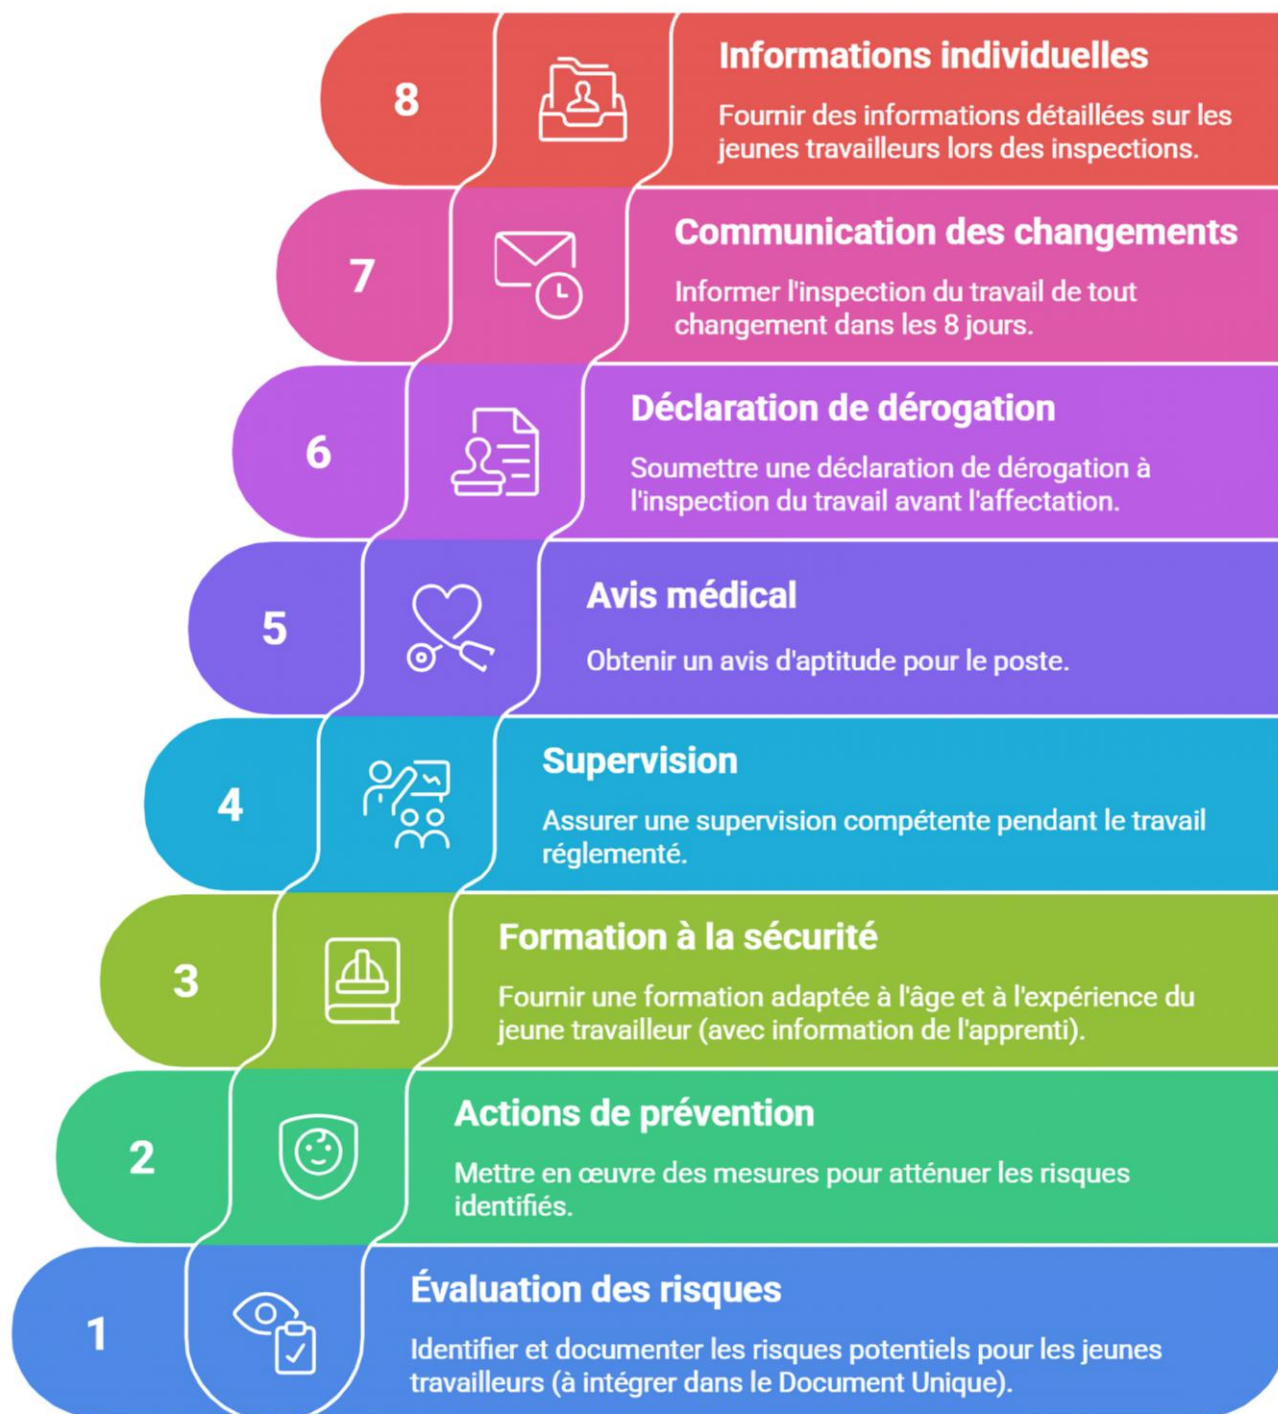 8
Informations individuelles
Fournir des informations détaillées sur les
jeunes travailleurs lors des inspections.
7
Communication des changements
Informer l'inspection du travail de tout
changement dans les 8 jours.
6
Déclaration de dérogation
Soumettre une déclaration de dérogation à
l'inspection du travail avant l'affectation.
5
Avis médical
Obtenir un avis d'aptitude pour le poste.
4
Supervision
Assurer une supervision compétente pendant le travail
réglementé.
3
Formation à la sécurité
Fournir une formation adaptée à l'âge et à l'expérience du
jeune travailleur (avec information de l'apprenti).
2
Actions de prévention
Mettre en œuvre des mesures pour atténuer les risques
identifiés.
1
Évaluation des risques
Identifier et documenter les risques potentiels pour les jeunes
travailleurs (à intégrer dans le Document Unique).